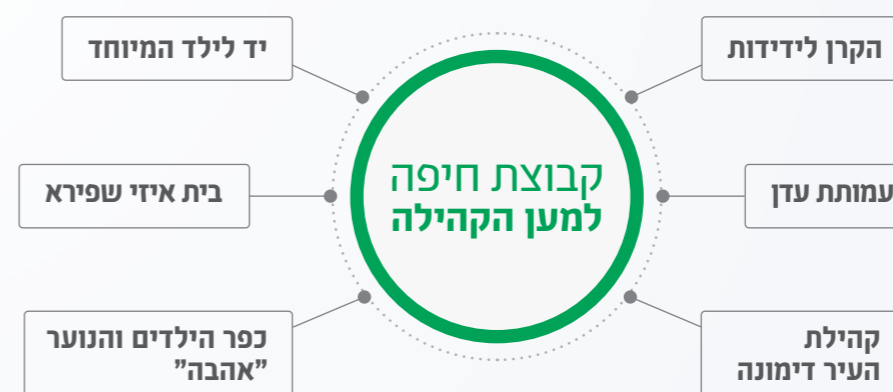 קבוצת חיפה
למען הקהילה
הקרן לידידות
עמותת עדן
קהילת
העיר דימונה
יד לילד המיוחד
בית איזי שפירא
כפר הילדים והנוער
"אהבה"